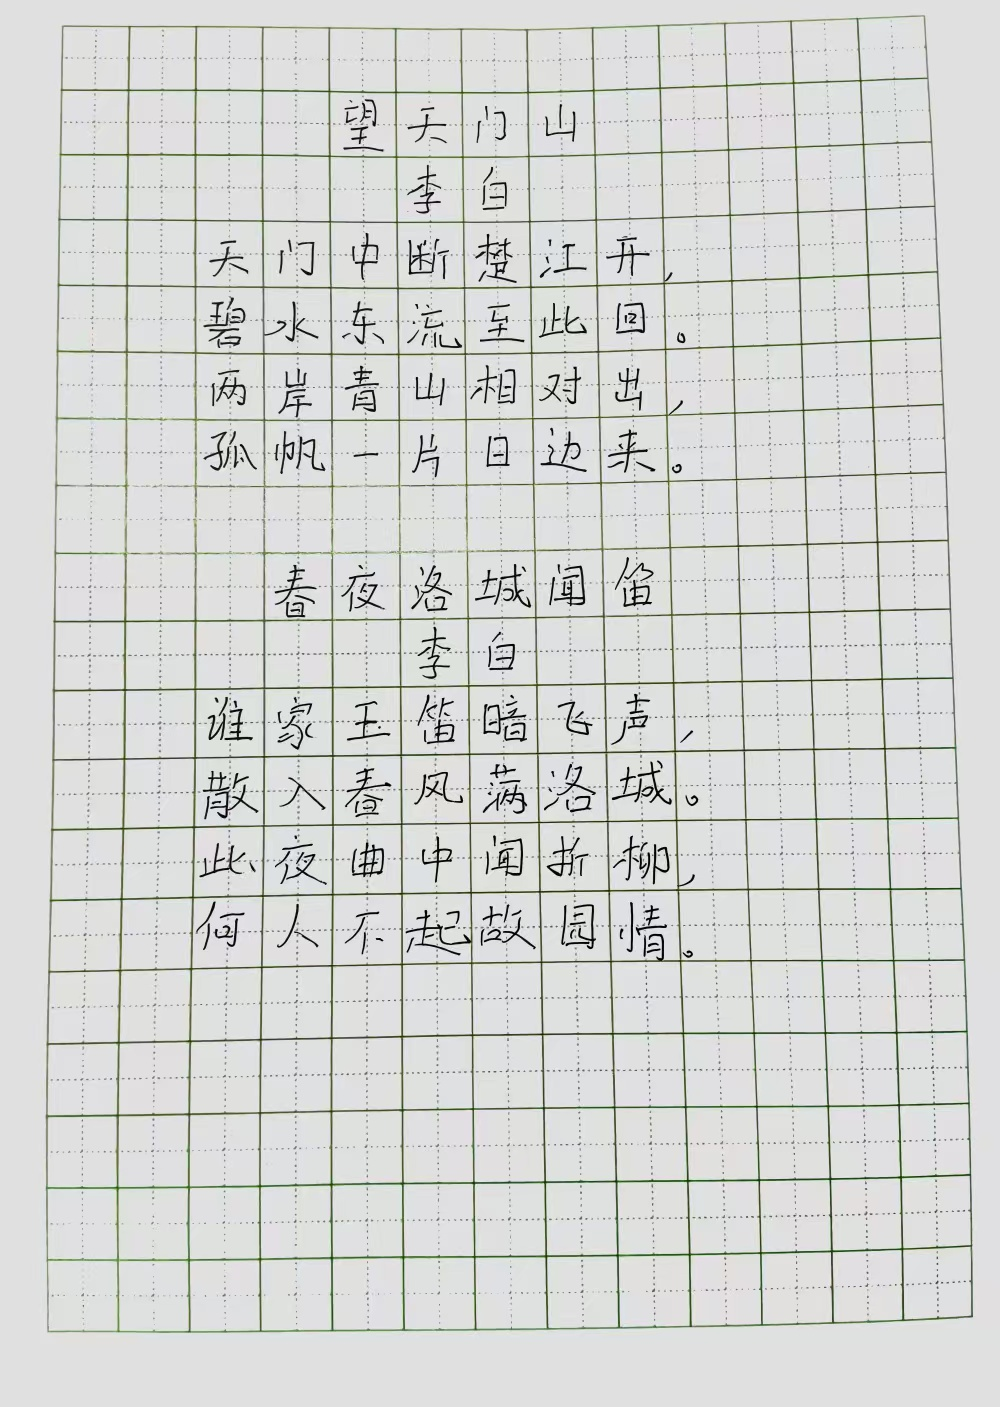 望天门山
李白
天门中断楚江开，
碧水东流至此回。
两岸青山相对出，
孤帆一片日边来。
春夜洛城闻笛
李白
谁家玉笛暗飞声，
散入春风满洛城。
此夜曲中闻折柳，
何人不起故园情。